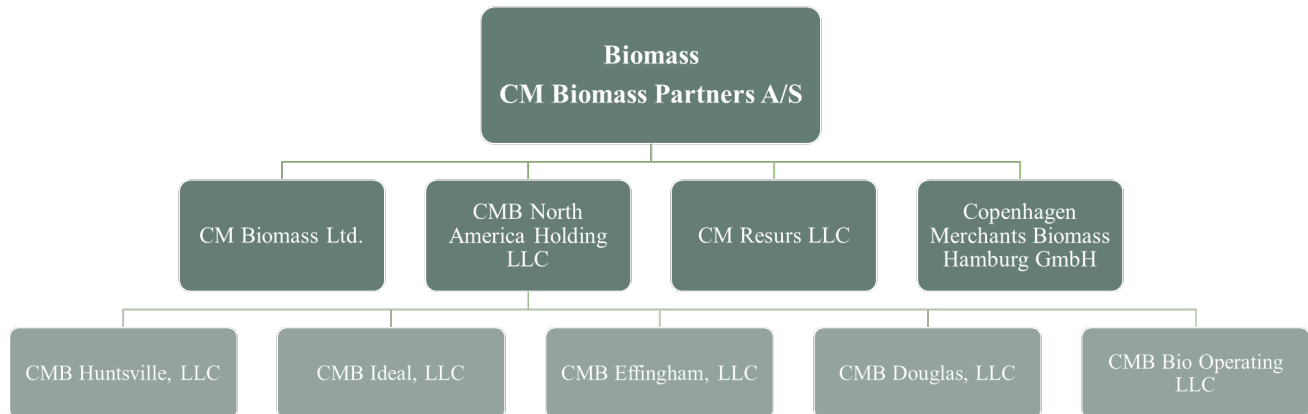 Biomass
CM Biomass Partners A/S
CM Biomass Ltd.
CMB North
America Holding
LLC
CM Resurs LLC
Copenhagen
Merchants Biomass
Hamburg GmbH
CMB Huntsville, LLC
CMB Ideal, LLC
CMB Effingham, LLC
CMB Douglas, LLC
CMB Bio Operating
LLC